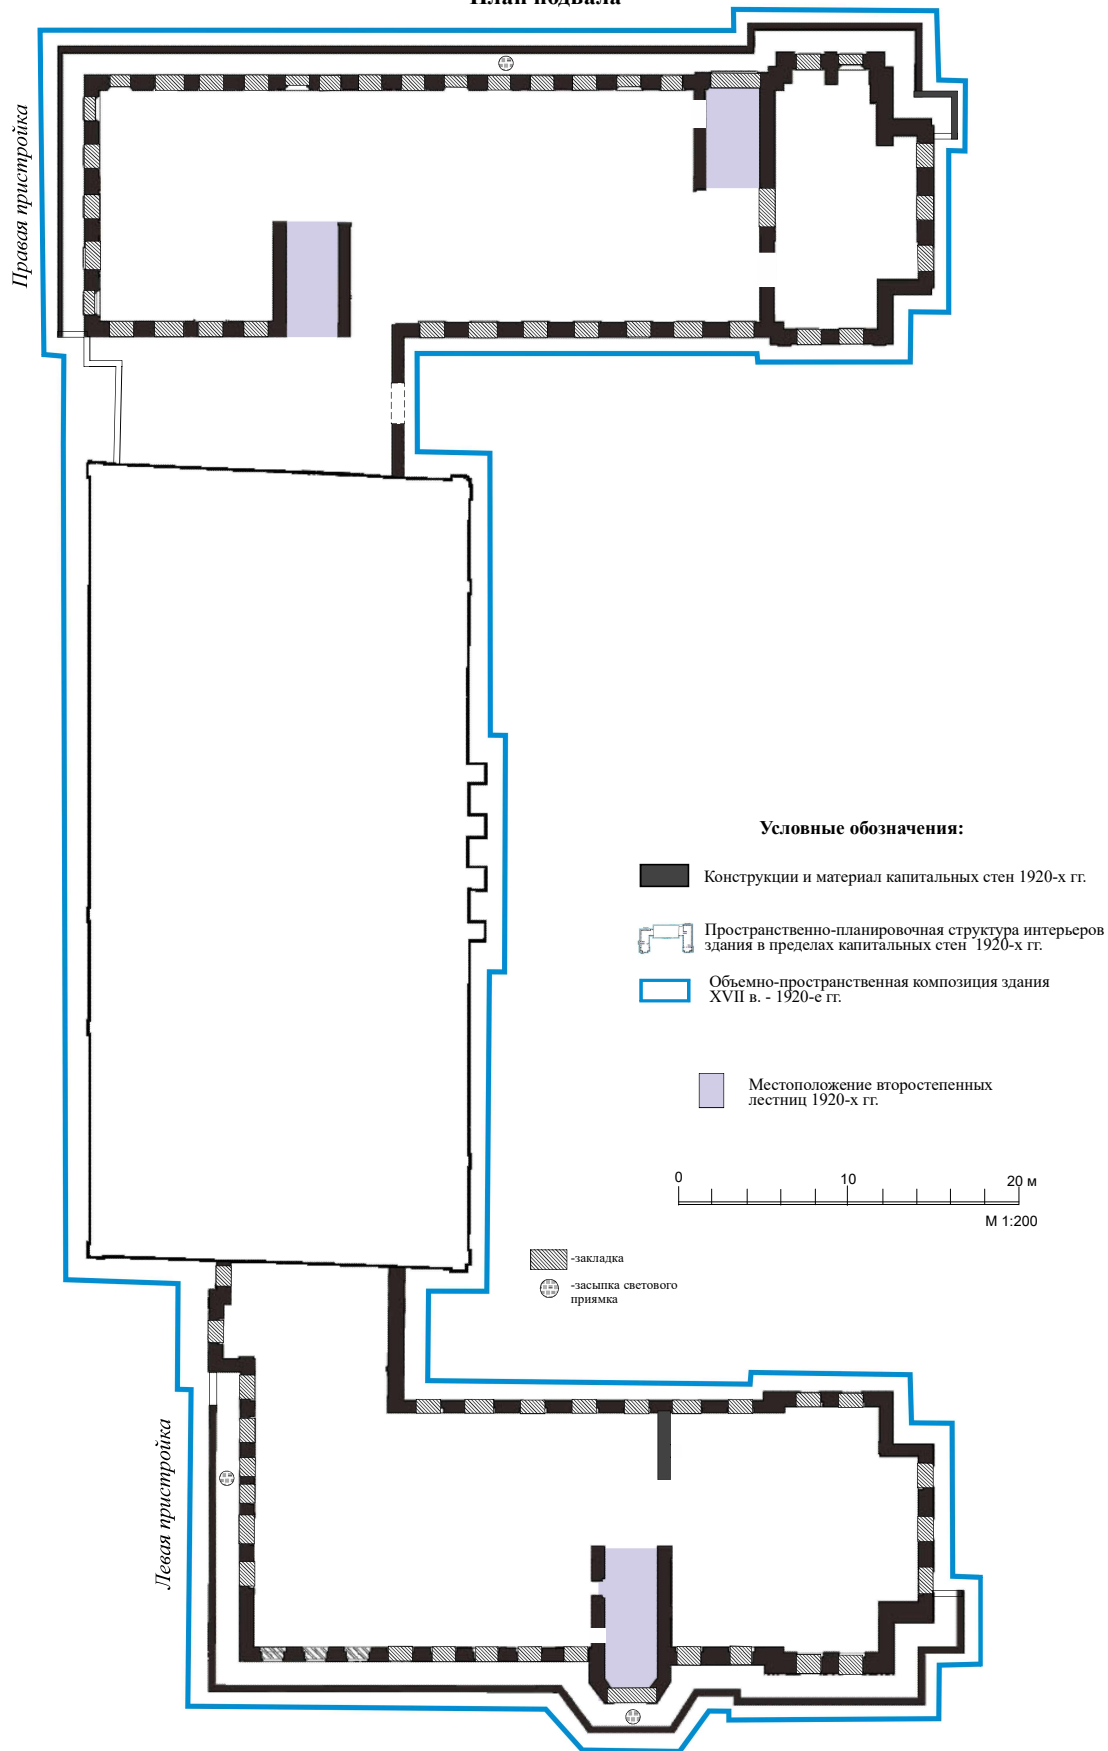 План подвала
Правая пристройка
Условные обозначения:
Конструкции и материал капитальных стен 1920-х гг.
Пространственно-планировочная структура интерьеров
здания в пределах капитальных стен 1920-х гг.
Объемно-пространственная композиция здания
XVII в. - 1920-е гг.
Местоположение второстепенных
лестниц 1920-х гг.
0 10 20 м
М 1:200
-закладка
-засыпка светового
приямка
Левая пристройка